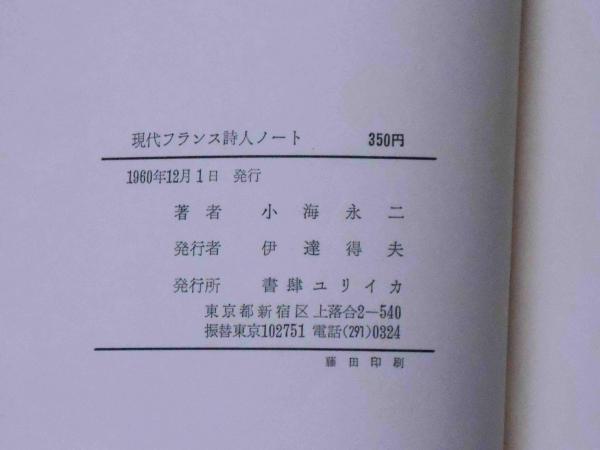 現代フランス詩人ノート 350円
1960年12月1日 発行
著者 小海永二
発行者 伊達得夫
発行所 書肆ユリイカ
東京都新宿区上落合2―540
振替東京102751 電話(291)0324
藤田印刷